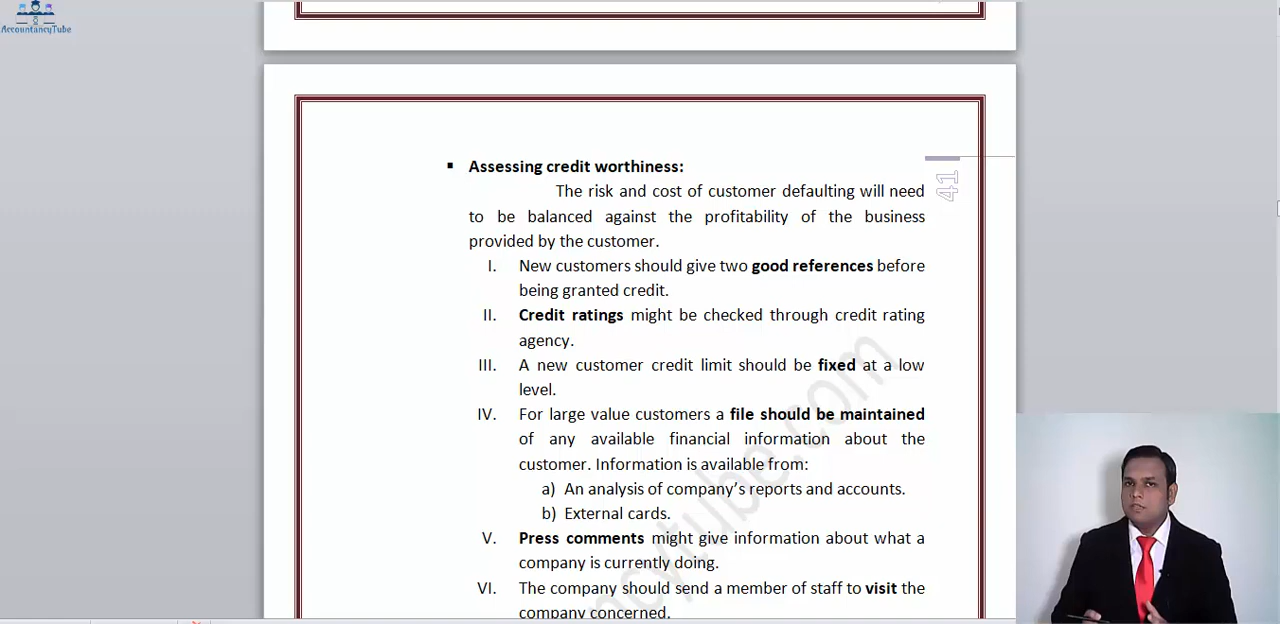 AccountancyTube
41
▪ Assessing credit worthiness:
The risk and cost of customer defaulting will need
to be balanced against the profitability of the business
provided by the customer.
I. New customers should give two good references before
being granted credit.
II. Credit ratings might be checked through credit rating
agency.
III. A new customer credit limit should be fixed at a low
level.
IV. For large value customers a file should be maintained
of any available financial information about the
customer. Information is available from:
a) An analysis of company's reports and accounts.
b) External cards.
V. Press comments might give information about what a
company is currently doing.
VI. The company should send a member of staff to visit the
company concerned.
ncytube.com